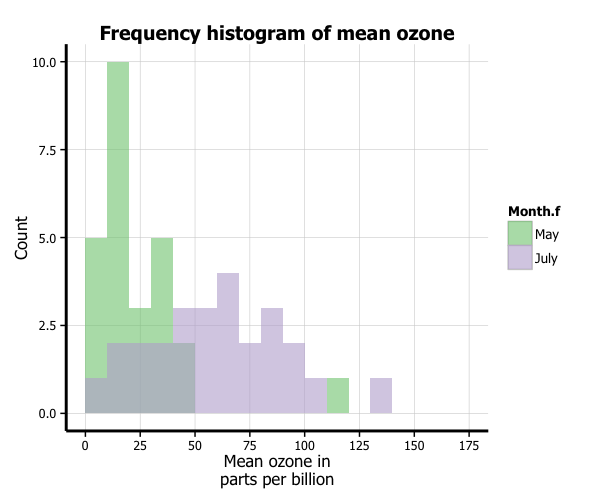 Frequency histogram of mean ozone
10.0
7.5
5.0
2.5
0.0
Count
0 25 50 75 100 125 150 175
Mean ozone in
parts per billion
Month.f
May
July